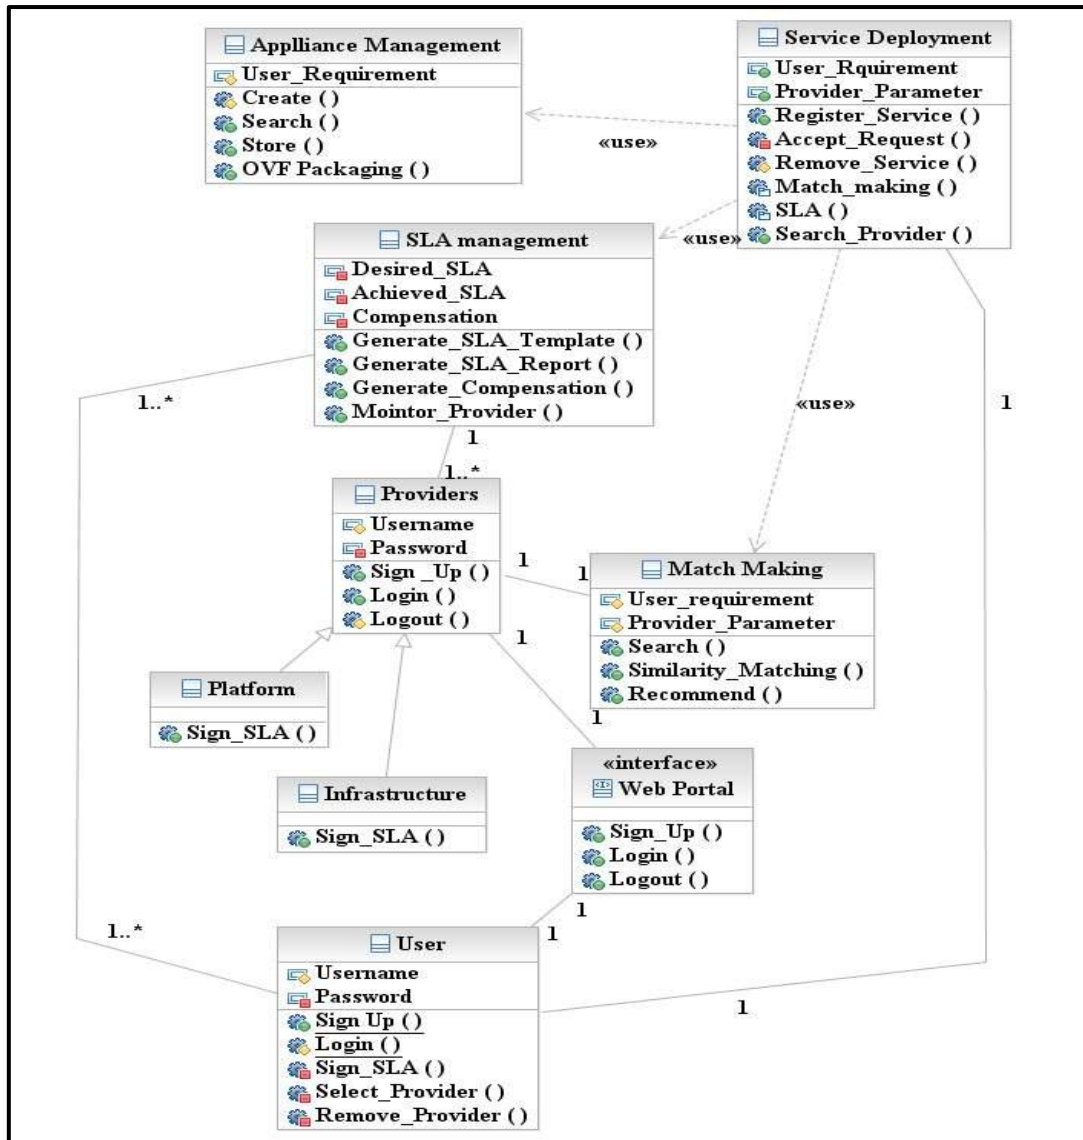 Applliance Management
User_Requirement
Create ( )
Search ( )
Store ( )
OVF Packaging ( )
Service Deployment
User_Rquirement
Provider_Parameter
Register_Service ( )
Accept_Request ( )
Remove_Service ( )
Match_making ( )
SLA ( )
Search_Provider ( )
«use»
«use»
«use»
SLA management
Desired_SLA
Achieved_SLA
Compensation
Generate_SLA_Template ( )
Generate_SLA_Report ( )
Generate_Compensation ( )
Mointor_Provider ( )
1..*
1
1
1..*
Providers
Username
Password
Sign _Up ( )
Login ( )
Logout ( )
1
1
1
Match Making
User_requirement
Provider_Parameter
Search ( )
Similarity_Matching ( )
Recommend ( )
Platform
Sign_SLA ( )
1
Infrastructure
Sign_SLA ( )
«interface»
Web Portal
Sign_Up ( )
Login ( )
Logout ( )
1
1
1..*
User
Username
Password
Sign Up ( )
Login ( )
Sign_SLA ( )
Select_Provider ( )
Remove_Provider ( )
1